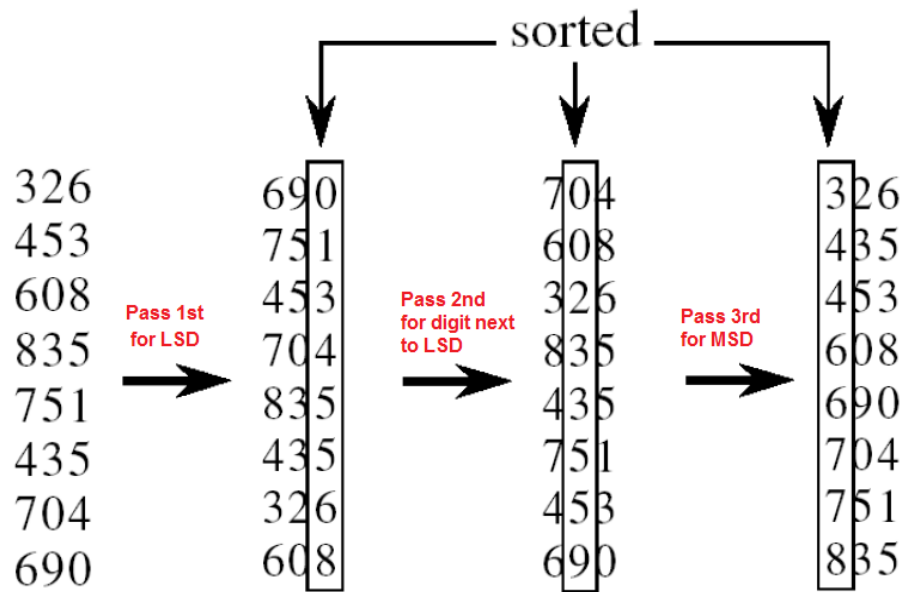 sorted
326 690 704 326
453 751 608 435
608 453 326 453
Pass 1st
for LSD
Pass 2nd
for digit next
to LSD
Pass 3rd
for MSD
835 704 835 608
751 835 435 690
435 435 751 704
704 326 453 751
690 608 690 835